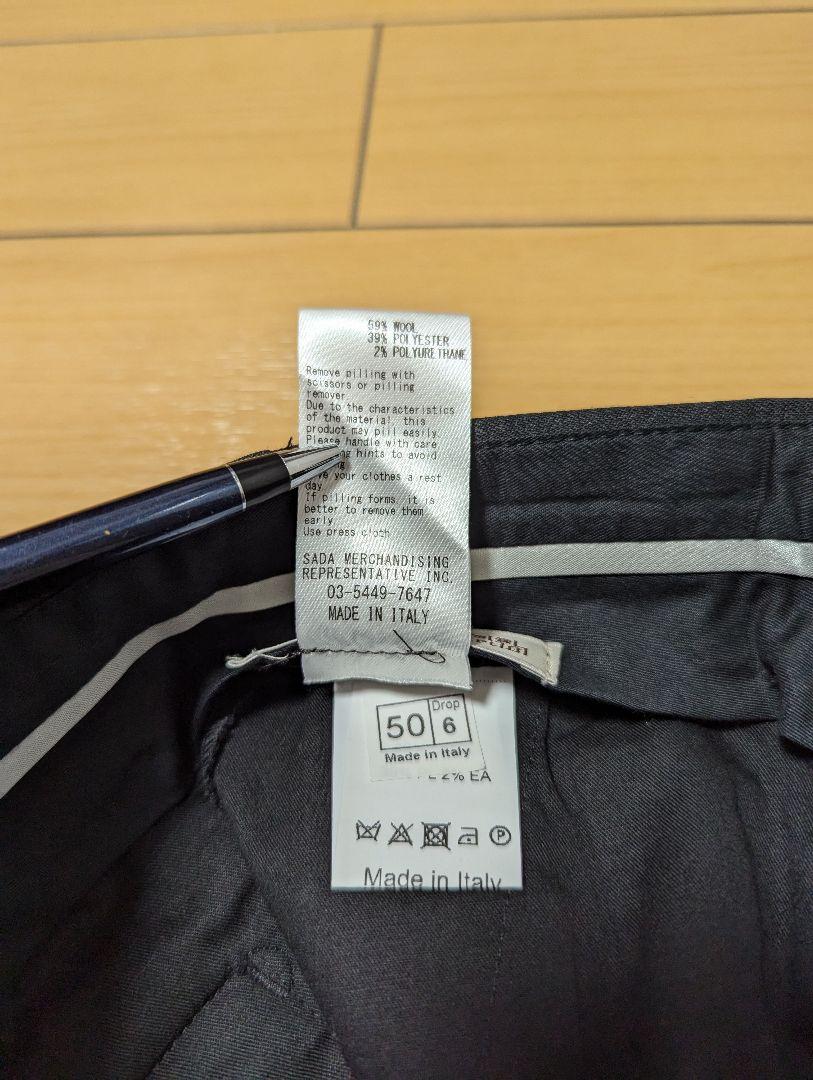 59% WOOL
39% POLYESTER
2% POLYURETHANE
Remove pilling with
scissors or pilling
remover
Due to the characteristics
of the material, this
product may pill easily
Please handle with care
hints to avoid
your clothes a rest
day
If pilling forms, it is
better to remove them
early
Use press cloth
SADA MERCHANDISING
REPRESENTATIVE INC.
03-5449-7647
MADE IN ITALY
50 Drop 6
Made in Italy
2% EA
P
Made in Italy